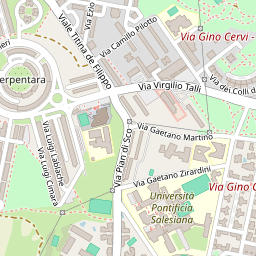 Via Ezio
Viale Titina de Filippo
Via Camillo Pilotto
Via Gino Cervi -
erpentara
Via Virgilio Talli
Via dei Colli d
Via Luigi Lablache
Via Luigi Cimara
Via Pian di Sco
Via Gaetano Martino
Via Gaetano Zirardini
Via Gino C
Università
Pontificia
Salesiana